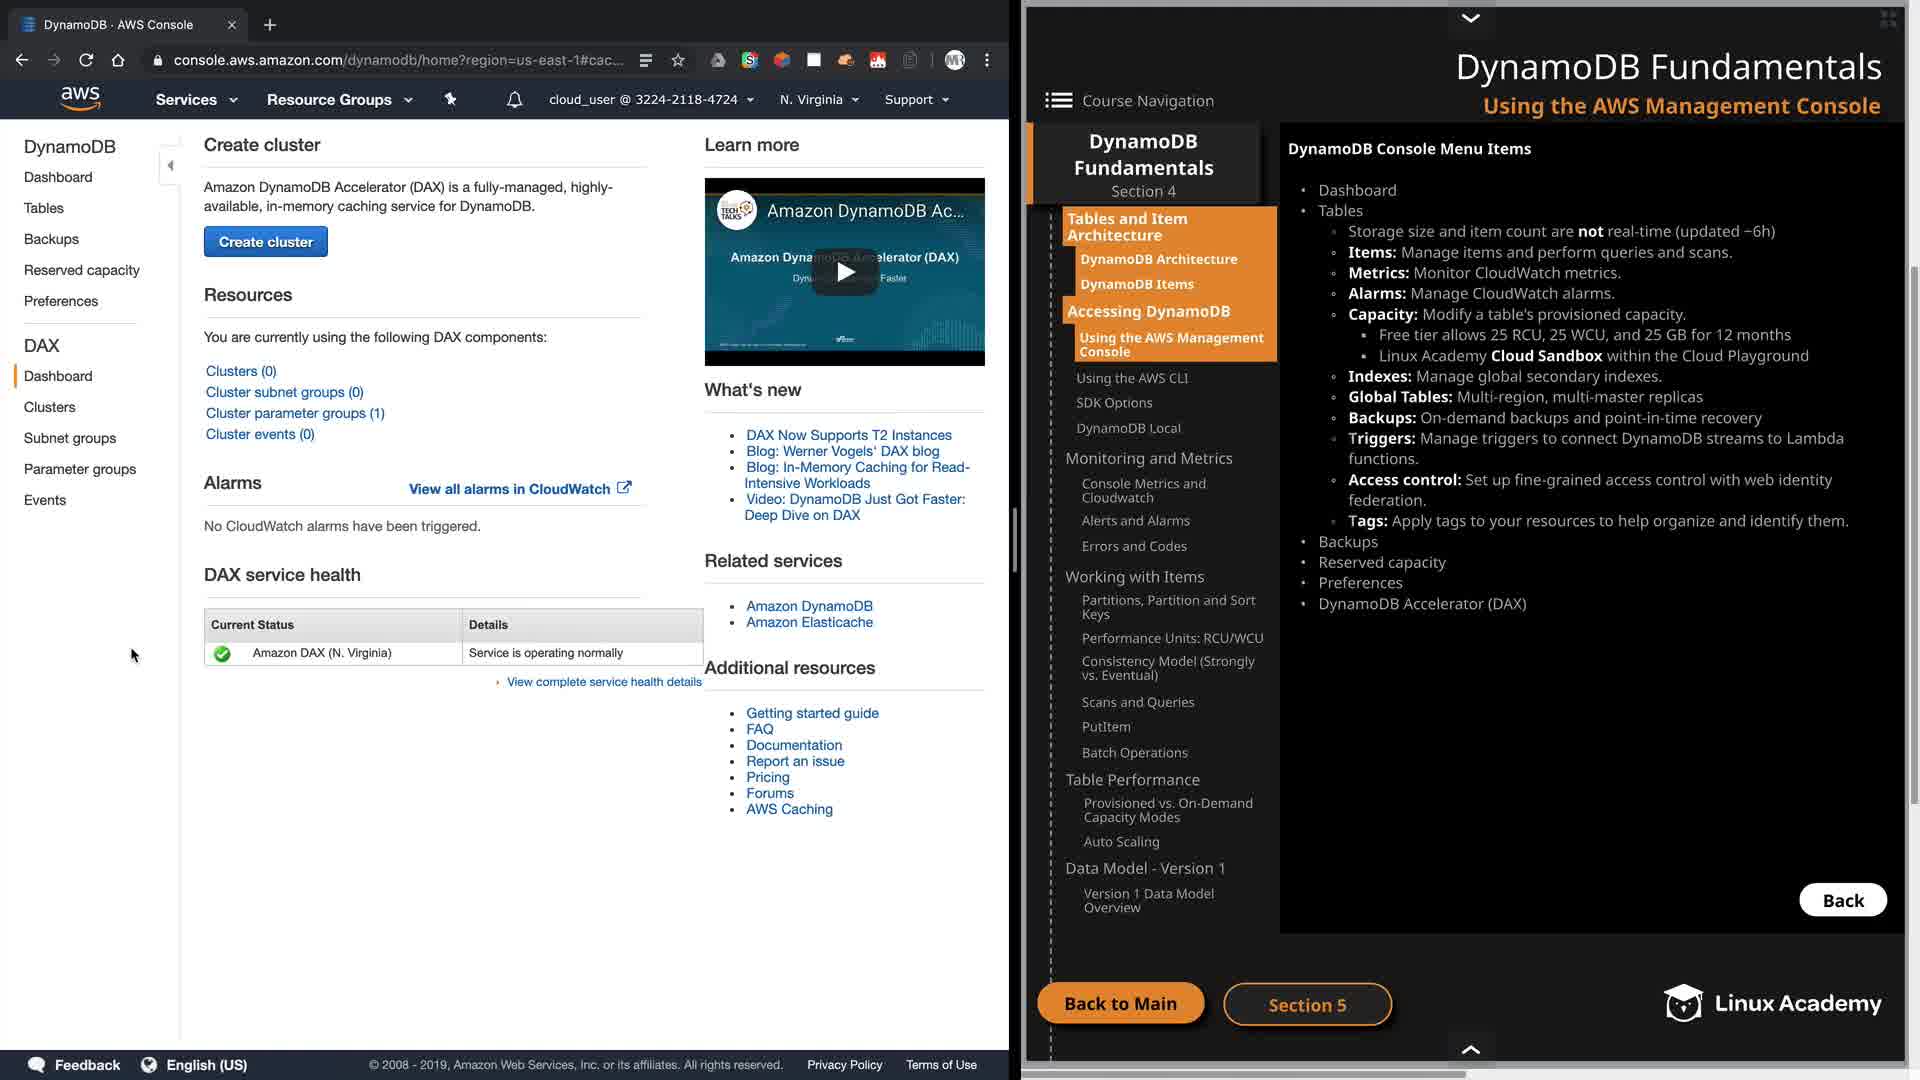 DynamoDB · AWS Console
console.aws.amazon.com/dynamodb/home?region=us-east-1#cac...
aws
Services
Resource Groups
cloud_user @ 3224-2118-4724
N. Virginia
Support
DynamoDB
Dashboard
Tables
Backups
Reserved capacity
Preferences
DAX
Dashboard
Clusters
Subnet groups
Parameter groups
Events
Create cluster
Amazon DynamoDB Accelerator (DAX) is a fully-managed, highly-
available, in-memory caching service for DynamoDB.
Create cluster
Resources
You are currently using the following DAX components:
Clusters (0)
Cluster subnet groups (0)
Cluster parameter groups (1)
Cluster events (0)
Alarms
View all alarms in CloudWatch
No CloudWatch alarms have been triggered.
DAX service health
Current Status
Details
Amazon DAX (N. Virginia)
Service is operating normally
View complete service health details
Learn more
TECH
TALKS
Amazon DynamoDB Ac...
Amazon DynamoDB Accelerator (DAX)
Faster
What's new
• DAX Now Supports T2 Instances
• Blog: Werner Vogels' DAX blog
• Blog: In-Memory Caching for Read-
Intensive Workloads
• Video: DynamoDB Just Got Faster:
Deep Dive on DAX
Related services
• Amazon DynamoDB
• Amazon Elasticache
Additional resources
• Getting started guide
• FAQ
• Documentation
• Report an issue
• Pricing
• Forums
• AWS Caching
Feedback
English (US)
© 2008 - 2019, Amazon Web Services, Inc. or its affiliates. All rights reserved.
Privacy Policy
Terms of Use
DynamoDB Fundamentals
Using the AWS Management Console
Course Navigation
DynamoDB
Fundamentals
Section 4
Tables and Item
Architecture
DynamoDB Architecture
DynamoDB Items
Accessing DynamoDB
Using the AWS Management
Console
Using the AWS CLI
SDK Options
DynamoDB Local
Monitoring and Metrics
Console Metrics and
Cloudwatch
Alerts and Alarms
Errors and Codes
Working with Items
Partitions, Partition and Sort
Keys
Performance Units: RCU/WCU
Consistency Model (Strongly
vs. Eventual)
Scans and Queries
PutItem
Batch Operations
Table Performance
Provisioned vs. On-Demand
Capacity Modes
Auto Scaling
Data Model - Version 1
Version 1 Data Model
Overview
DynamoDB Console Menu Items
• Dashboard
• Tables
◦ Storage size and item count are not real-time (updated ~6h)
◦ Items: Manage items and perform queries and scans.
◦ Metrics: Monitor CloudWatch metrics.
◦ Alarms: Manage CloudWatch alarms.
◦ Capacity: Modify a table's provisioned capacity.
▪ Free tier allows 25 RCU, 25 WCU, and 25 GB for 12 months
▪ Linux Academy Cloud Sandbox within the Cloud Playground
◦ Indexes: Manage global secondary indexes.
◦ Global Tables: Multi-region, multi-master replicas
◦ Backups: On-demand backups and point-in-time recovery
◦ Triggers: Manage triggers to connect DynamoDB streams to Lambda
functions.
◦ Access control: Set up fine-grained access control with web identity
federation.
◦ Tags: Apply tags to your resources to help organize and identify them.
• Backups
• Reserved capacity
• Preferences
• DynamoDB Accelerator (DAX)
Back
Back to Main
Section 5
Linux Academy